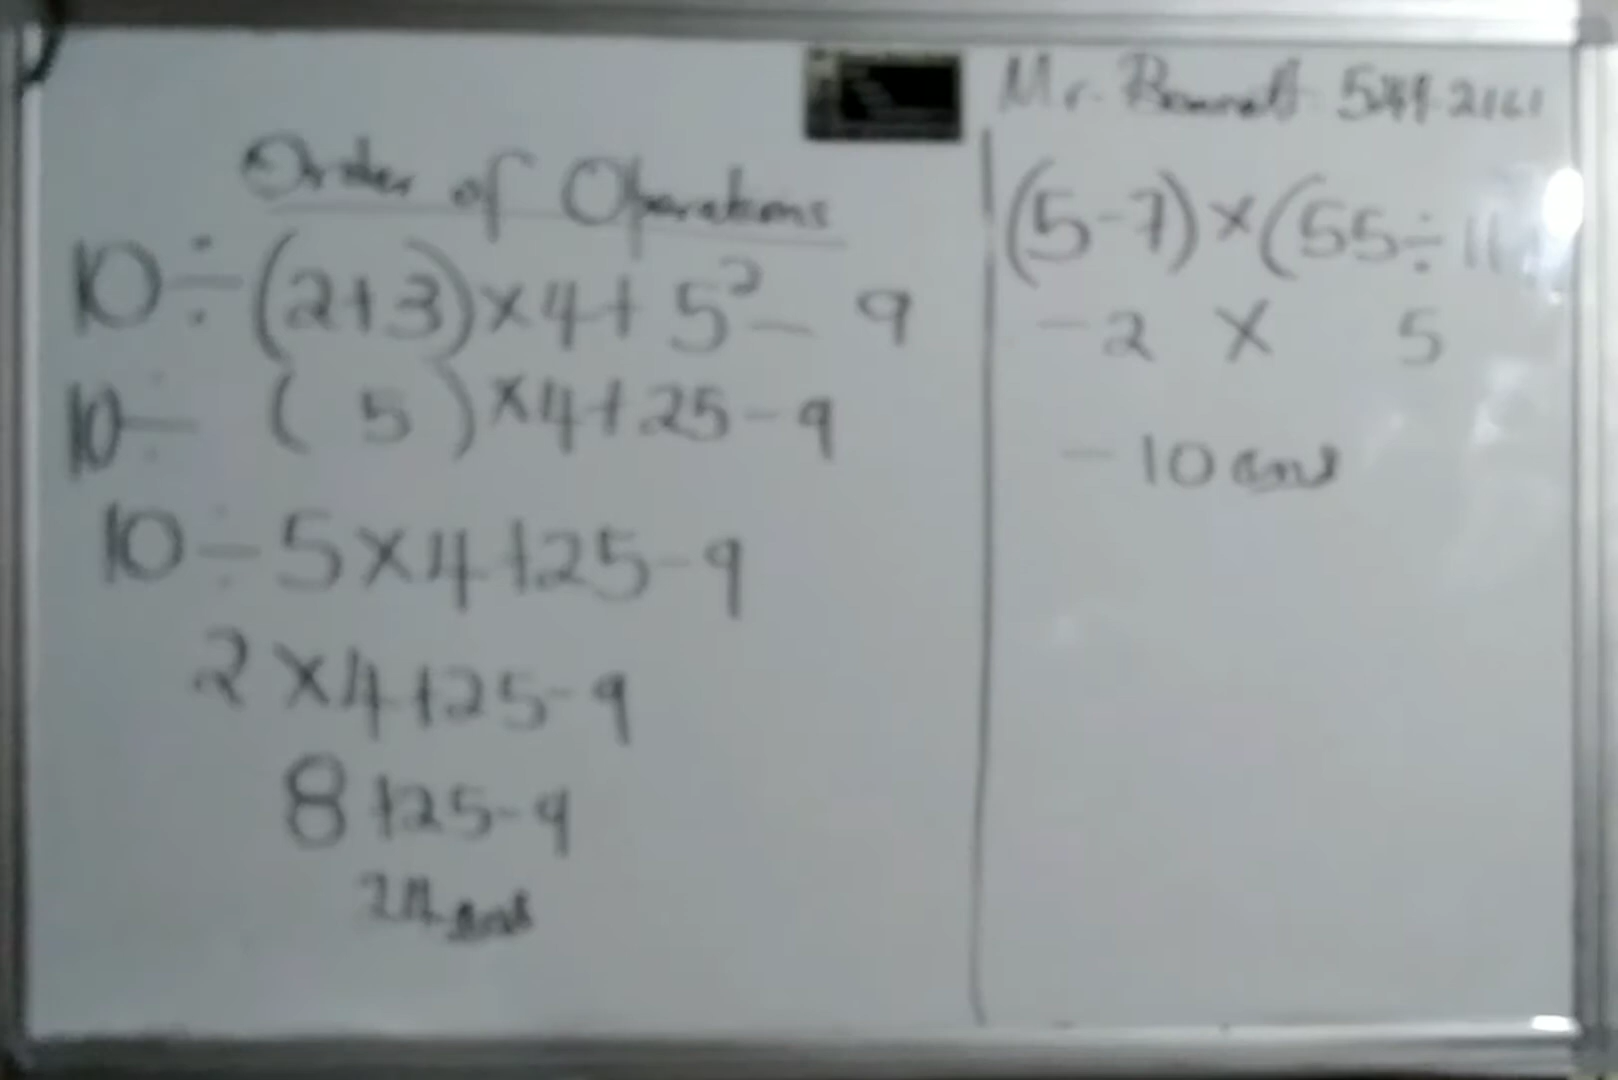 Mr. Bennett 544-2161
Order of Operations
10÷(2+3)×4+5²-9
10÷ ( 5 )×4+25-9
10÷5×4+25-9
2×4+25-9
8+25-9
24 ans
(5-7)×(55÷11
-2 × 5
-10 ans